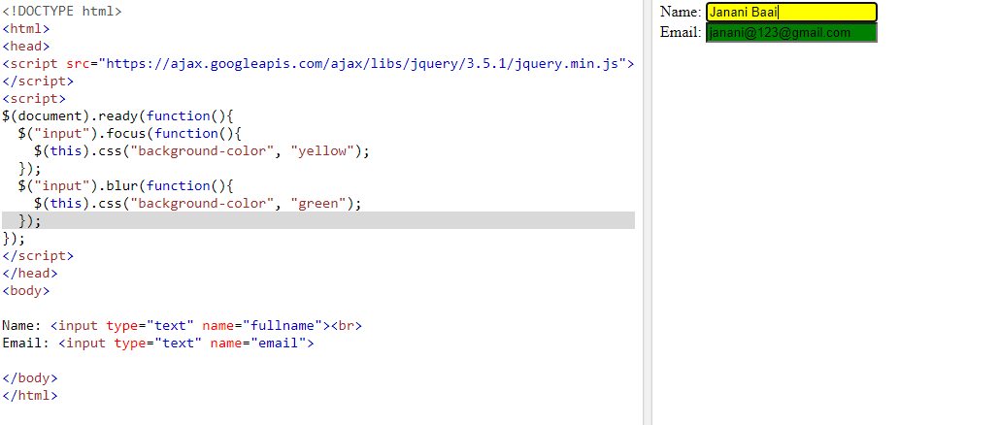 <!DOCTYPE html>
<html>
<head>
<script src="https://ajax.googleapis.com/ajax/libs/jquery/3.5.1/jquery.min.js">
</script>
<script>
$(document).ready(function(){
  $("input").focus(function(){
    $(this).css("background-color", "yellow");
  });
  $("input").blur(function(){
    $(this).css("background-color", "green");
  });
});
</script>
</head>
<body>
Name: <input type="text" name="fullname"><br>
Email: <input type="text" name="email">
</body>
</html>
Name: Janani Baai
Email: janani@123@gmail.com